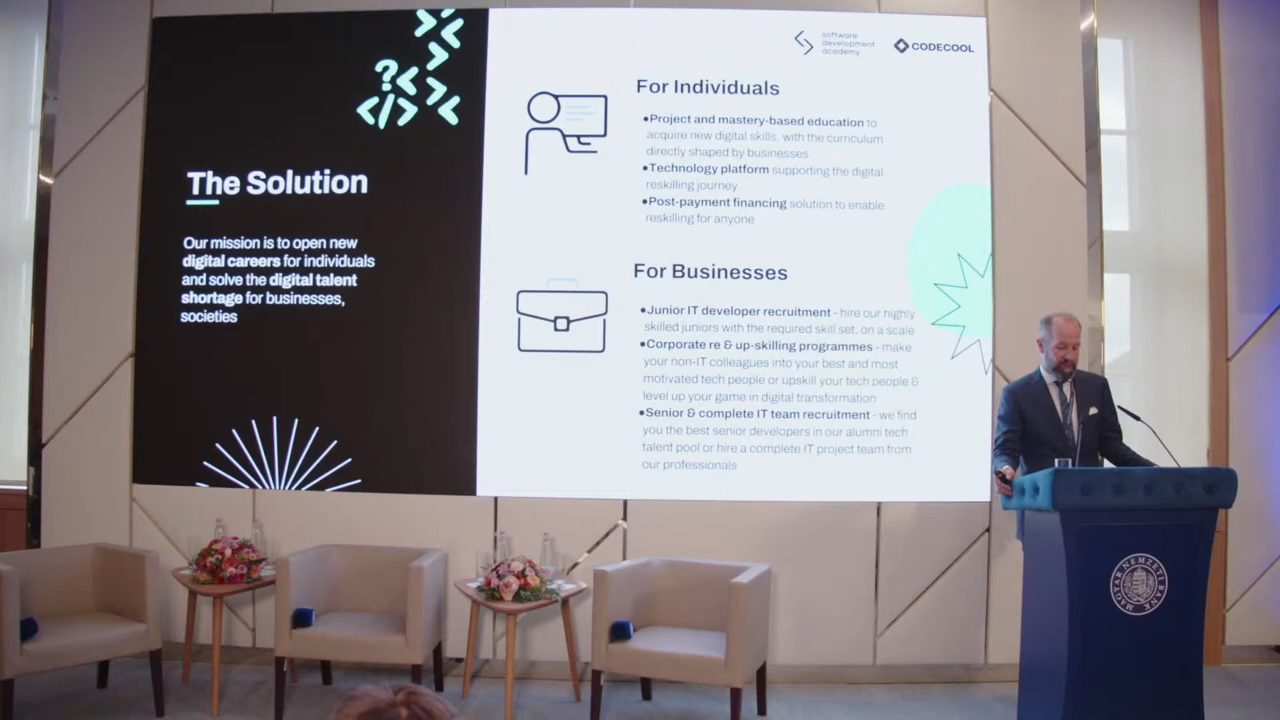 The Solution
Our mission is to open new
digital careers for individuals
and solve the digital talent
shortage for businesses,
societies
software
development
academy
CODECOOL
For Individuals
•Project and mastery-based education to
acquire new digital skills, with the curriculum
directly shaped by businesses
•Technology platform supporting the digital
reskilling journey
•Post-payment financing solution to enable
reskilling for anyone
For Businesses
•Junior IT developer recruitment - hire our highly
skilled juniors with the required skill set, on a scale
•Corporate re & up-skilling programmes - make
your non-IT colleagues into your best and most
motivated tech people or upskill your tech people &
level up your game in digital transformation
•Senior & complete IT team recruitment - we find
you the best senior developers in our alumni tech
talent pool or hire a complete IT project team from
our professionals
MAGYAR NEMZETI BANK